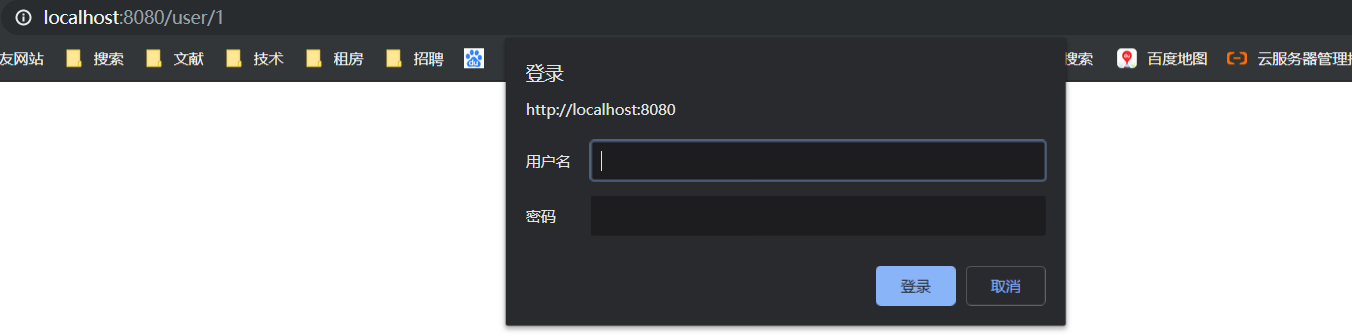 localhost:8080/user/1
友网站 搜索 文献 技术 租房 招聘 搜索 百度地图 云服务器管理
登录
http://localhost:8080
用户名
密码
登录 取消